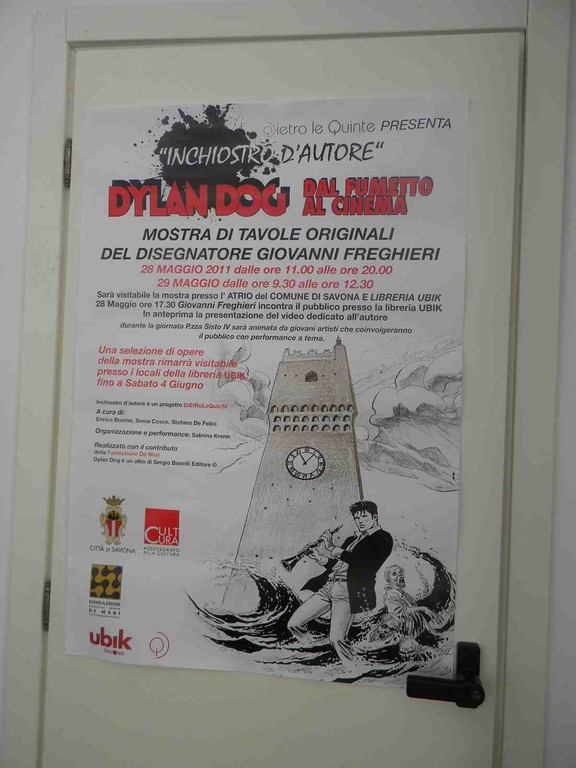 Dietro le Quinte PRESENTA
"INCHIOSTRO D'AUTORE"
DYLAN DOG DAL FUMETTO
AL CINEMA
MOSTRA DI TAVOLE ORIGINALI
DEL DISEGNATORE GIOVANNI FREGHIERI
28 MAGGIO 2011 dalle ore 11.00 alle ore 20.00
29 MAGGIO dalle ore 9.30 alle ore 12.30
Sarà visitabile la mostra presso l' ATRIO del COMUNE DI SAVONA E LIBRERIA UBIK
28 Maggio ore 17.30 Giovanni Freghieri incontra il pubblico presso la libreria UBIK
In anteprima la presentazione del video dedicato all'autore
durante la giornata P.zza Sisto IV sarà animata da giovani artisti che coinvolgeranno
il pubblico con performance a tema.
Una selezione di opere
della mostra rimarrà visitabile
presso i locali della libreria UBIK
fino a Sabato 4 Giugno
Inchiostro d'autore è un progetto DiEtRoLeQuinTe
A cura di:
Enrico Bonino, Sonia Cosco, Stefano De Felici
Organizzazione e performance: Sabrina Krenn
Realizzato con il contributo
della Fondazione De Mari
Dylan Dog è un albo di Sergio Bonelli Editore ©
CITTÀ DI SAVONA
CULTURA
ASSESSORATO
ALLA CULTURA
FONDAZIONE
DE MARI
ubik
SAVONA